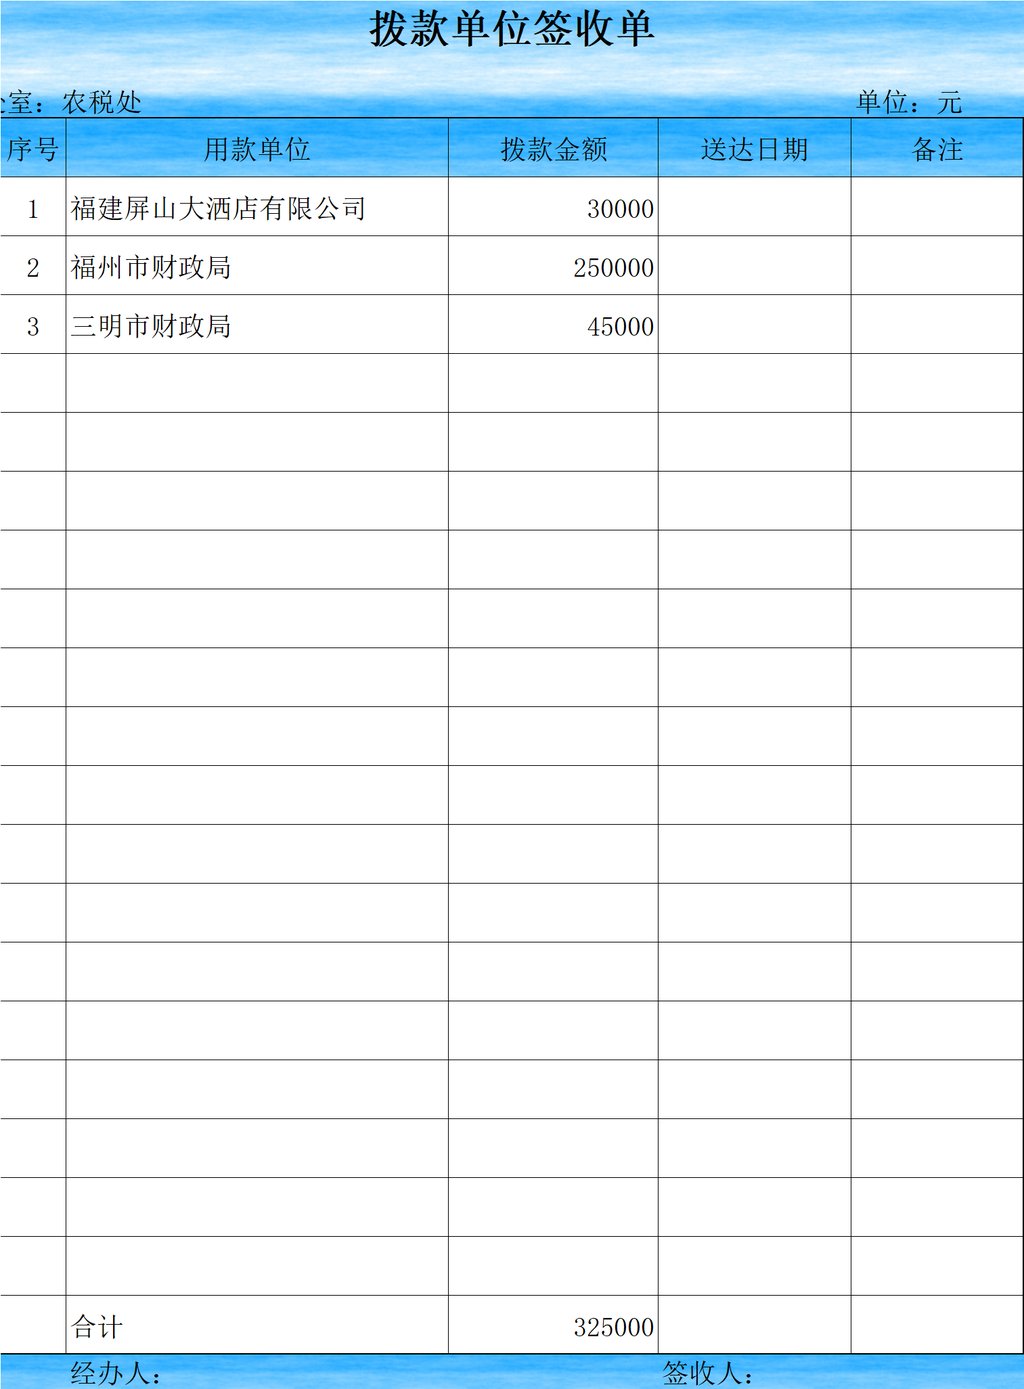 拨款单位签收单
处室：农税处 单位：元
序号 用款单位 拨款金额 送达日期 备注
1 福建屏山大酒店有限公司 30000
2 福州市财政局 250000
3 三明市财政局 45000
合计 325000
经办人： 签收人：